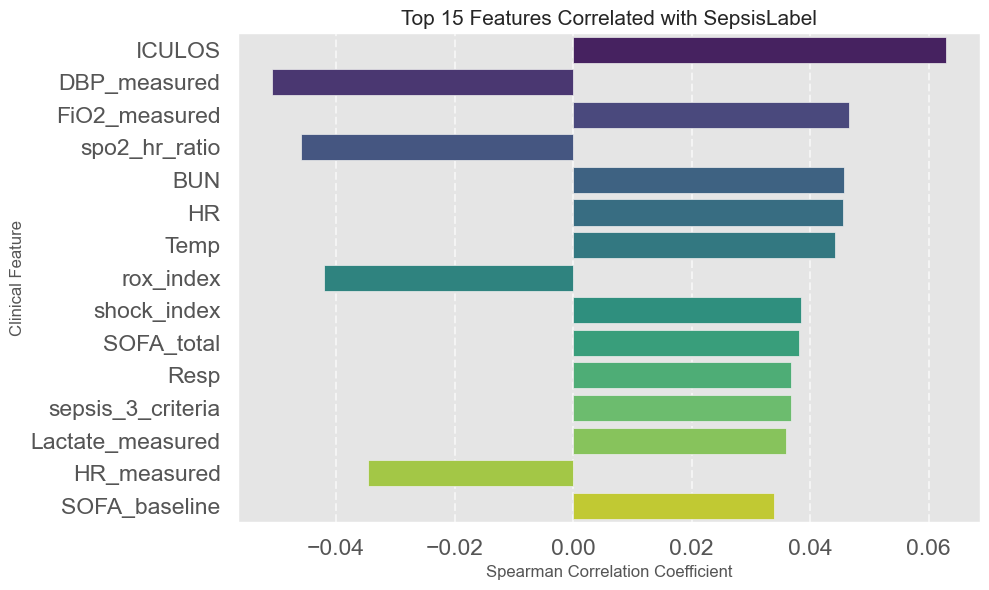 Top 15 Features Correlated with SepsisLabel
Clinical Feature
ICULOS
DBP_measured
FiO2_measured
spo2_hr_ratio
BUN
HR
Temp
rox_index
shock_index
SOFA_total
Resp
sepsis_3_criteria
Lactate_measured
HR_measured
SOFA_baseline
−0.04 −0.02 0.00 0.02 0.04 0.06
Spearman Correlation Coefficient